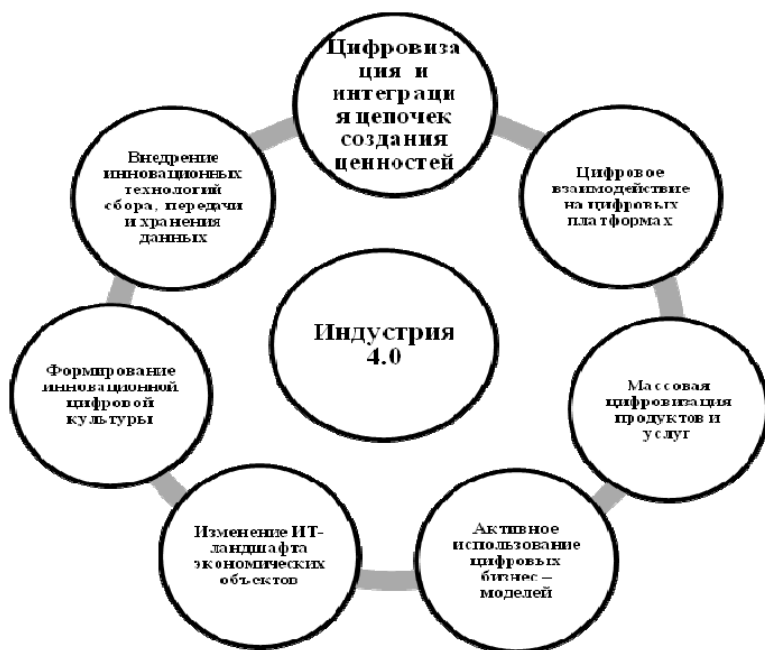 Цифровиза
ция и
интеграци
я цепочек
создания
ценностей
Цифровое
взаимодействие
на цифровых
платформах
Массовая
цифровизация
продуктов и
услуг
Активное
использование
цифровых
бизнес –
моделей
Изменение ИТ-
ландшафта
экономических
объектов
Формирование
инновационной
цифровой
культуры
Внедрение
инновационных
технологий
сбора, передачи
и хранения
данных
Индустрия
4.0